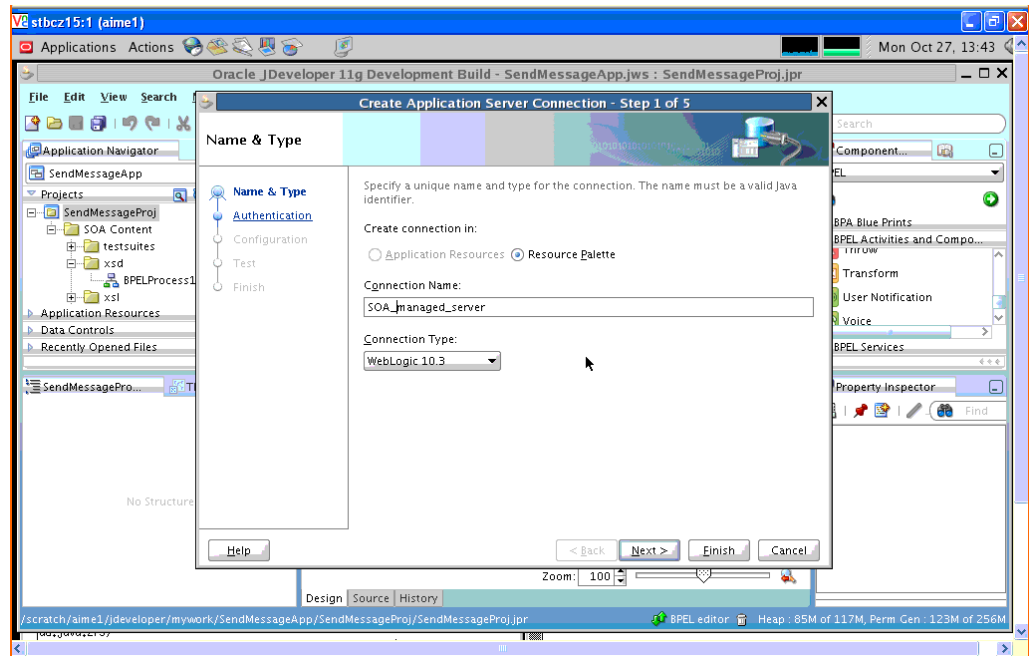 stbcz15:1 (aime1)
Applications Actions Mon Oct 27, 13:43
Oracle JDeveloper 11g Development Build - SendMessageApp.jws : SendMessageProj.jpr
File Edit View Search
Create Application Server Connection - Step 1 of 5
Search
Name & Type
Application Navigator
Component...
SendMessageApp
Projects
SendMessageProj
SOA Content
testsuites
xsd
BPELProcess1
xsl
Application Resources
Data Controls
Recently Opened Files
Name & Type
Authentication
Configuration
Test
Finish
Specify a unique name and type for the connection. The name must be a valid Java
identifier.
Create connection in:
Application Resources Resource Palette
Connection Name:
SOA_managed_server
Connection Type:
WebLogic 10.3
BPA Blue Prints
BPEL Activities and Compo...
Throw
Transform
User Notification
Voice
BPEL Services
SendMessagePro...
Property Inspector
Find
No Structure
Help < Back Next > Finish Cancel
Zoom: 100
Design Source History
/scratch/aime1/jdeveloper/mywork/SendMessageApp/SendMessageProj/SendMessageProj.jpr BPEL editor Heap : 85M of 117M, Perm Gen : 123M of 256M